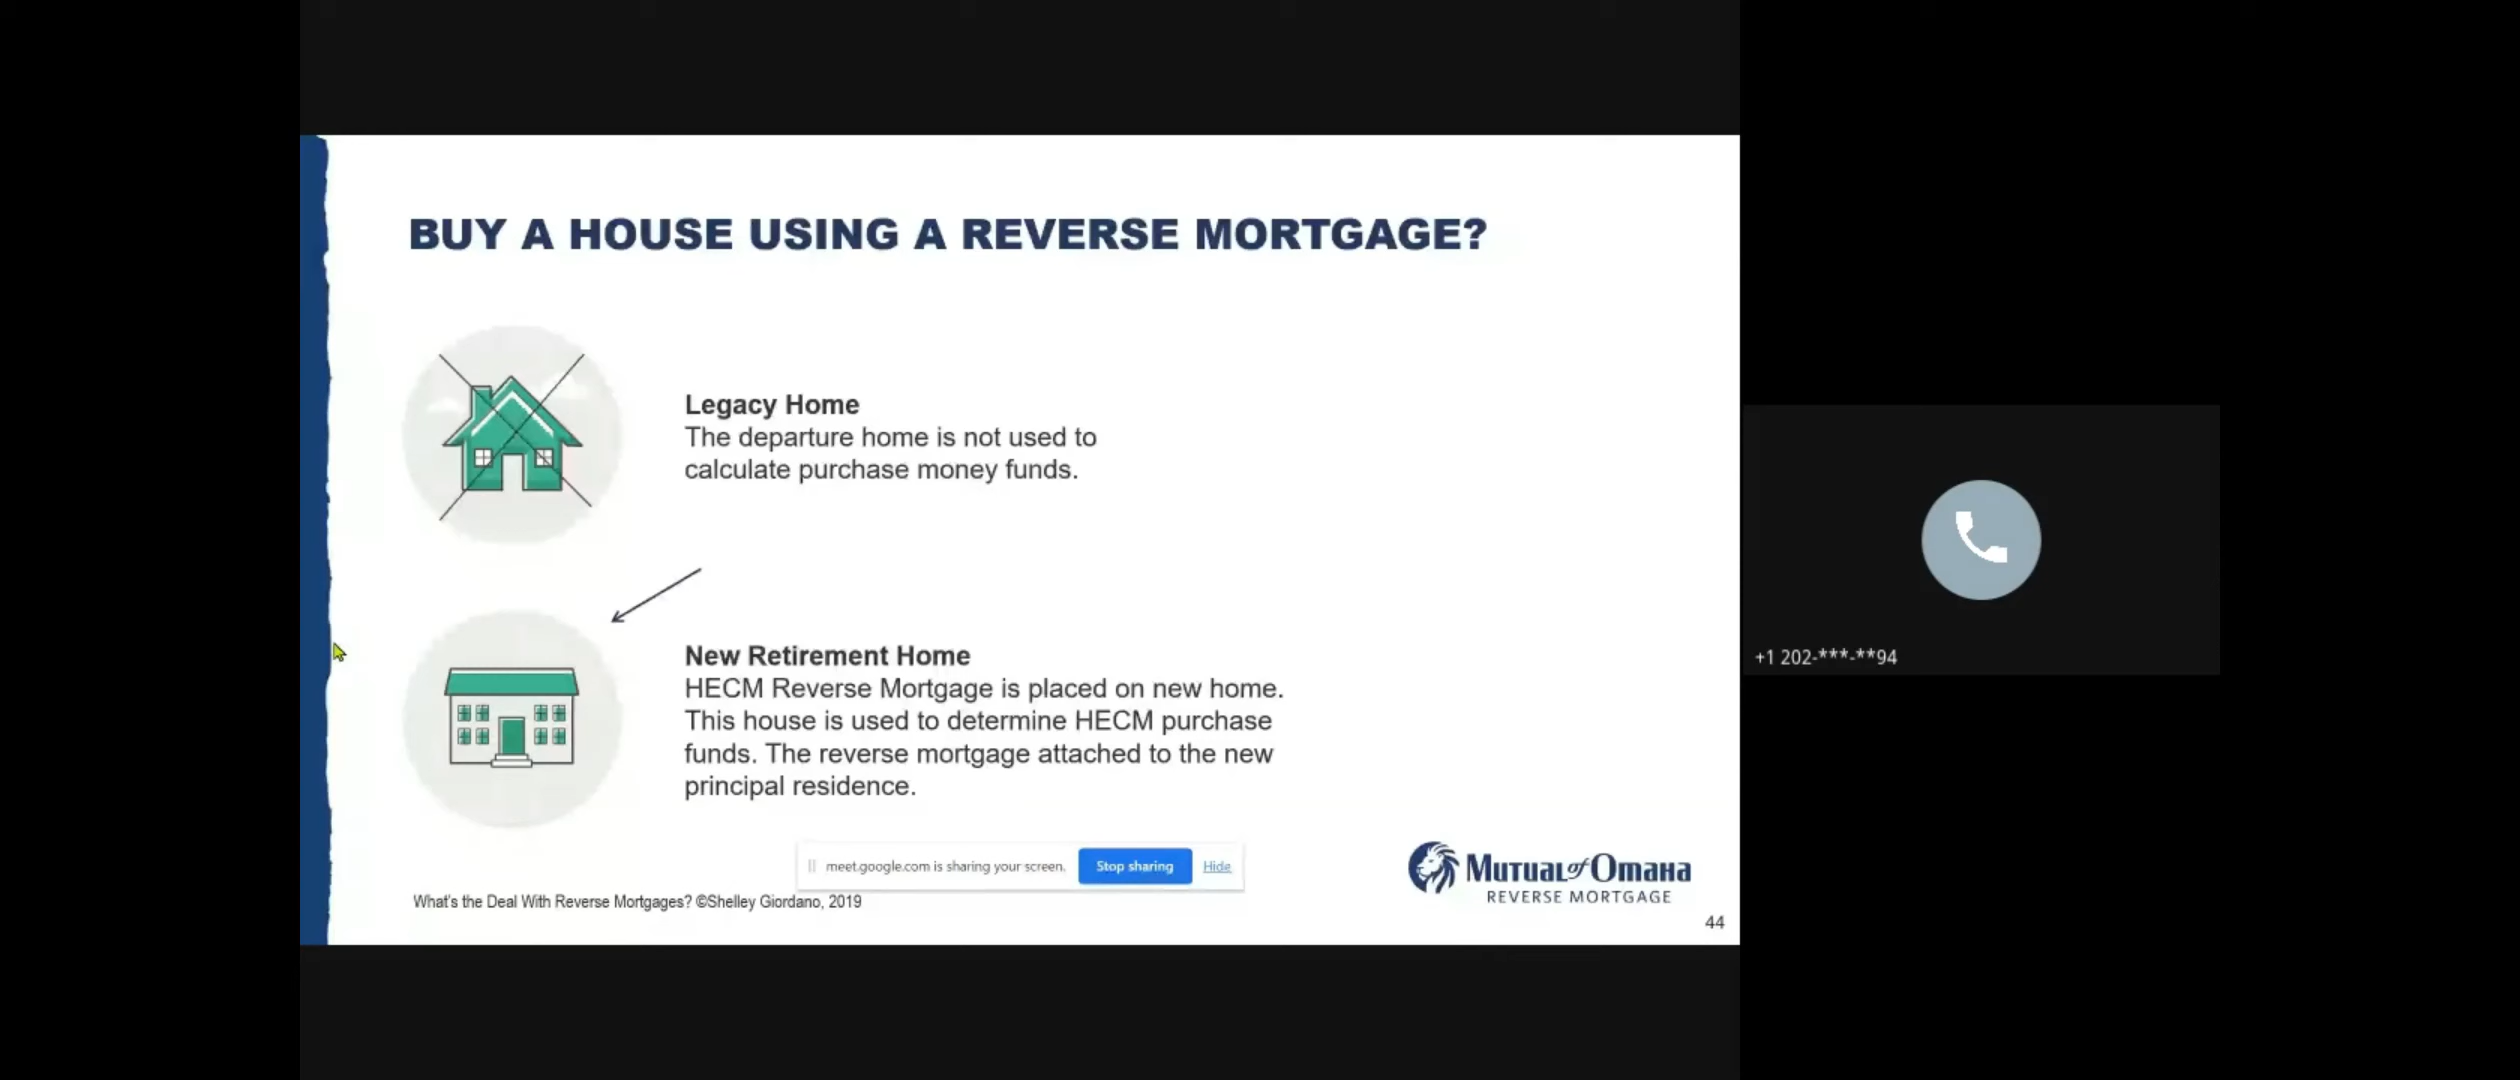 BUY A HOUSE USING A REVERSE MORTGAGE?
Legacy Home
The departure home is not used to
calculate purchase money funds.
New Retirement Home
HECM Reverse Mortgage is placed on new home.
This house is used to determine HECM purchase
funds. The reverse mortgage attached to the new
principal residence.
meet.google.com is sharing your screen. Stop sharing Hide
What's the Deal With Reverse Mortgages? ©Shelley Giordano, 2019
Mutual of Omaha
REVERSE MORTGAGE
44
+1 202-***-**94